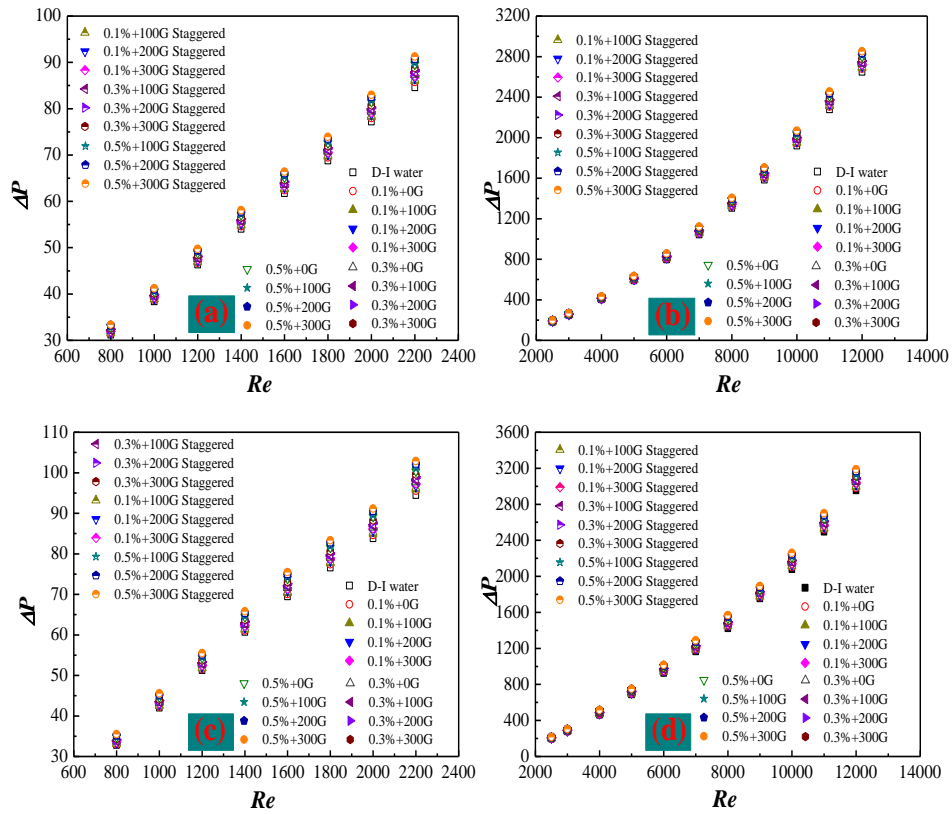 100
90
80
70
60
50
40
30
600 800 1000 1200 1400 1600 1800 2000 2200 2400
ΔP
Re
0.1%+100G Staggered
0.1%+200G Staggered
0.1%+300G Staggered
0.3%+100G Staggered
0.3%+200G Staggered
0.3%+300G Staggered
0.5%+100G Staggered
0.5%+200G Staggered
0.5%+300G Staggered
D-I water
0.1%+0G
0.1%+100G
0.1%+200G
0.1%+300G
0.3%+0G
0.3%+100G
0.3%+200G
0.3%+300G
0.5%+0G
0.5%+100G
0.5%+200G
0.5%+300G
(a)
3200
2800
2400
2000
1600
1200
800
400
0
2000 4000 6000 8000 10000 12000 14000
ΔP
Re
0.1%+100G Staggered
0.1%+200G Staggered
0.1%+300G Staggered
0.3%+100G Staggered
0.3%+200G Staggered
0.3%+300G Staggered
0.5%+100G Staggered
0.5%+200G Staggered
0.5%+300G Staggered
D-I water
0.1%+0G
0.1%+100G
0.1%+200G
0.1%+300G
0.3%+0G
0.3%+100G
0.3%+200G
0.3%+300G
0.5%+0G
0.5%+100G
0.5%+200G
0.5%+300G
(b)
110
100
90
80
70
60
50
40
30
600 800 1000 1200 1400 1600 1800 2000 2200 2400
ΔP
Re
0.3%+100G Staggered
0.3%+200G Staggered
0.3%+300G Staggered
0.1%+100G Staggered
0.1%+200G Staggered
0.1%+300G Staggered
0.5%+100G Staggered
0.5%+200G Staggered
0.5%+300G Staggered
D-I water
0.1%+0G
0.1%+100G
0.1%+200G
0.1%+300G
0.3%+0G
0.3%+100G
0.3%+200G
0.3%+300G
0.5%+0G
0.5%+100G
0.5%+200G
0.5%+300G
(c)
3600
3200
2800
2400
2000
1600
1200
800
400
0
2000 4000 6000 8000 10000 12000 14000
ΔP
Re
0.1%+100G Staggered
0.1%+200G Staggered
0.1%+300G Staggered
0.3%+100G Staggered
0.3%+200G Staggered
0.3%+300G Staggered
0.5%+100G Staggered
0.5%+200G Staggered
0.5%+300G Staggered
D-I water
0.1%+0G
0.1%+100G
0.1%+200G
0.1%+300G
0.3%+0G
0.3%+100G
0.3%+200G
0.3%+300G
0.5%+0G
0.5%+100G
0.5%+200G
0.5%+300G
(d)